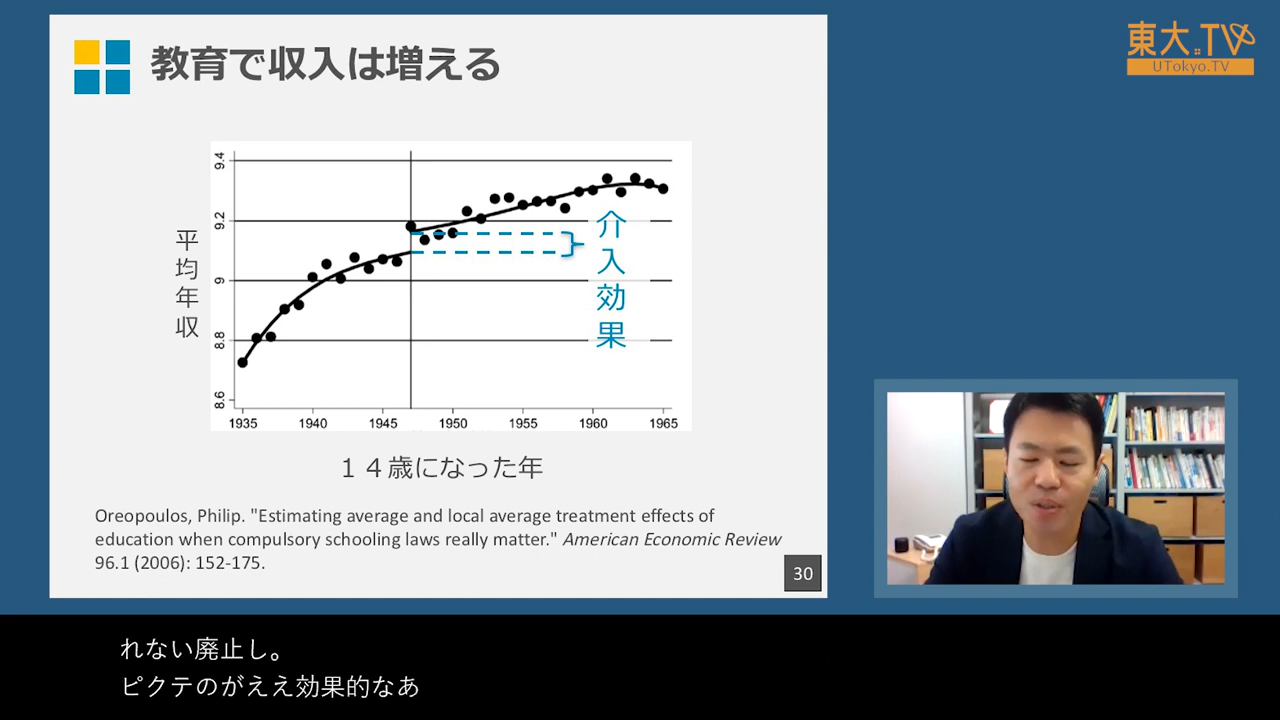 教育で収入は増える
東大.TV
UTokyo.TV
9.4
9.2
9
8.8
8.6
平均年収
介入効果
1935 1940 1945 1950 1955 1960 1965
１４歳になった年
Oreopoulos, Philip. "Estimating average and local average treatment effects of
education when compulsory schooling laws really matter." American Economic Review
96.1 (2006): 152-175.
30
れない廃止し。
ピクテのがええ効果的なあ